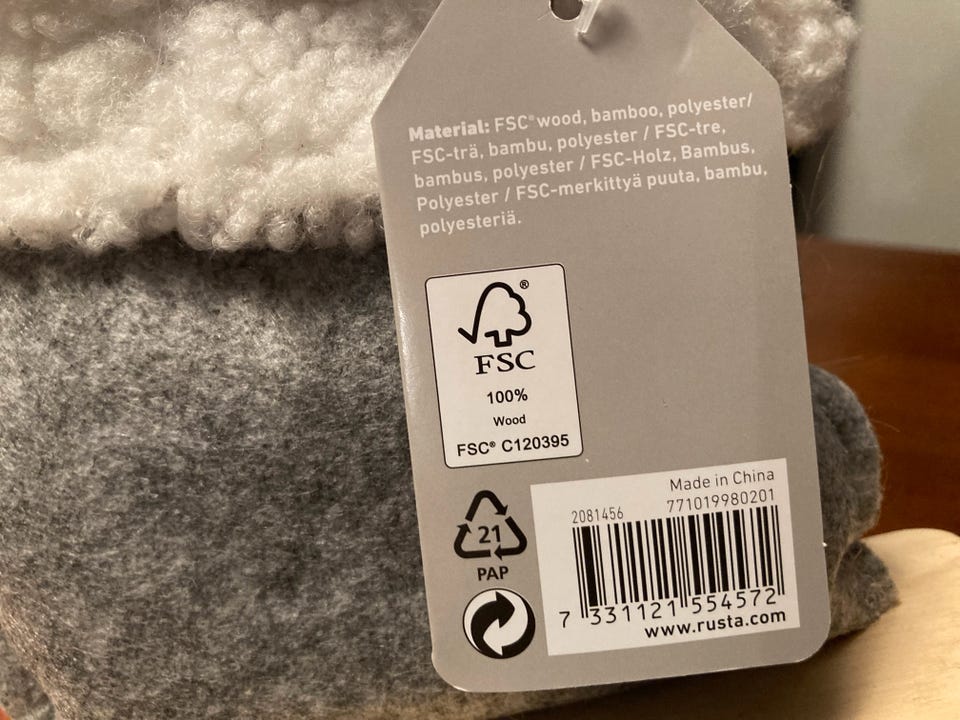 Material: FSC® wood, bamboo, polyester/
FSC-trä, bambu, polyester / FSC-tre,
bambus, polyester / FSC-Holz, Bambus,
Polyester / FSC-merkittyä puuta, bambu,
polyesteriä.
®
FSC
100%
Wood
FSC® C120395
21
PAP
Made in China
2081456 771019980201
7 331121 554572
www.rusta.com